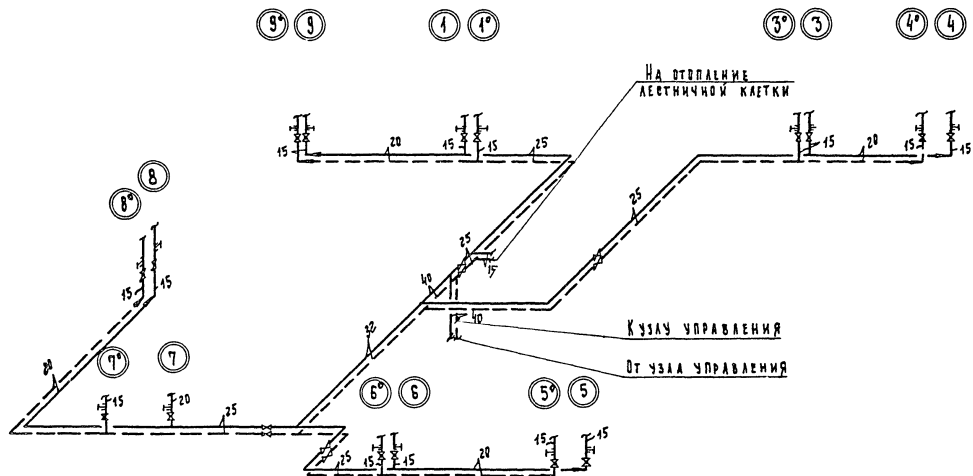 9° 9 1 1° 3° 3 4° 4
На отопление
лестничной клетки
15 20 15 15 25 15 20 15 15
8
8°
25
25
15
15 15
40
40
К узлу управления
32
От узла управления
20
7° 7
6° 6 5° 5
15 20 25
15 15
25 15 15 20